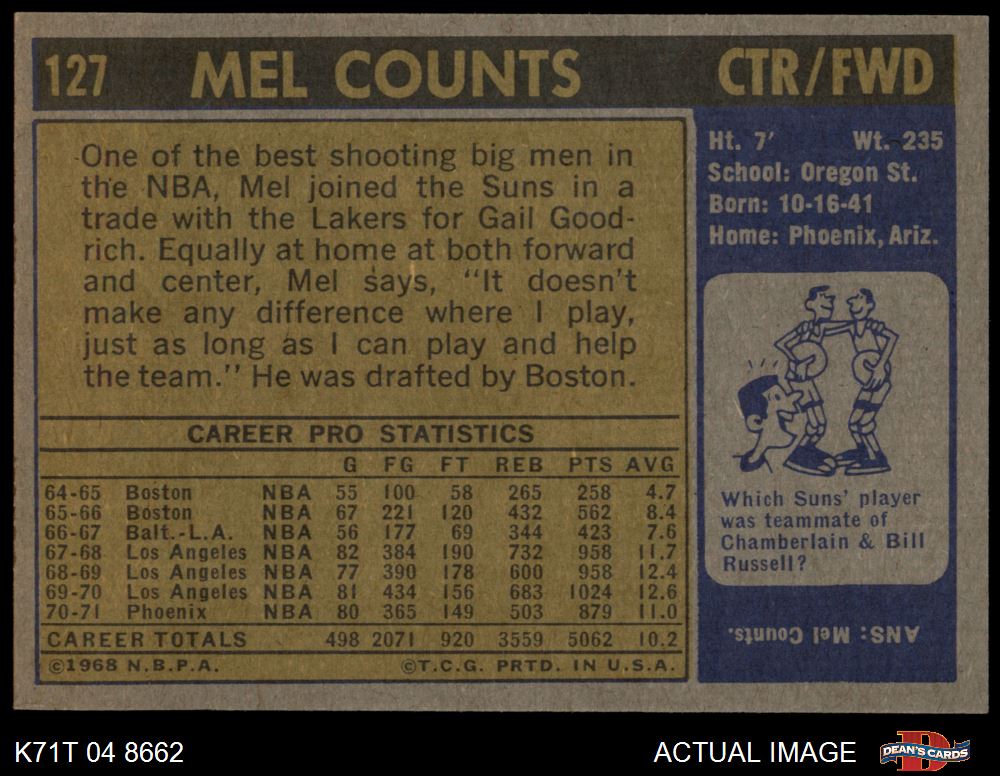 127 MEL COUNTS CTR/FWD
One of the best shooting big men in
the NBA, Mel joined the Suns in a
trade with the Lakers for Gail Good-
rich. Equally at home at both forward
and center, Mel says, "It doesn't
make any difference where I play,
just as long as I can play and help
the team." He was drafted by Boston.
CAREER PRO STATISTICS
G FG FT REB PTS AVG
64-65 Boston NBA 55 100 58 265 258 4.7
65-66 Boston NBA 67 221 120 432 562 8.4
66-67 Balt.-L.A. NBA 56 177 69 344 423 7.6
67-68 Los Angeles NBA 82 384 190 732 958 11.7
68-69 Los Angeles NBA 77 390 178 600 958 12.4
69-70 Los Angeles NBA 81 434 156 683 1024 12.6
70-71 Phoenix NBA 80 365 149 503 879 11.0
CAREER TOTALS 498 2071 920 3559 5062 10.2
©1968 N.B.P.A. ©T.C.G. PRTD. IN U.S.A.
Ht. 7' Wt. 235
School: Oregon St.
Born: 10-16-41
Home: Phoenix, Ariz.
Which Suns' player
was teammate of
Chamberlain & Bill
Russell?
ANS: Mel Counts.
K71T 04 8662 ACTUAL IMAGE
D
DEAN'S CARDS